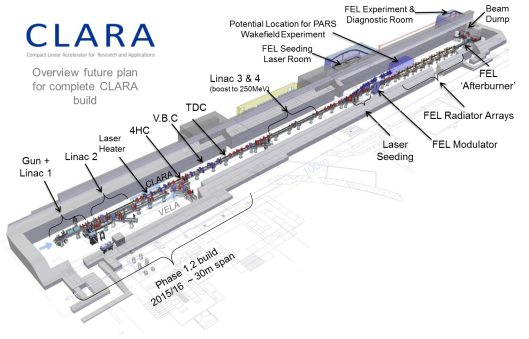 CLARA
Compact Linear Accelerator for Research and Applications
Overview future plan
for complete CLARA
build
FEL Experiment &
Diagnostic Room
Beam
Dump
Potential Location for PARS
Wakefield Experiment
FEL Seeding
Laser Room
Linac 3 & 4
(boost to 250MeV)
TDC
V.B.C
4HC
Laser
Heater
Linac 2
Gun +
Linac 1
FEL
‘Afterburner’
FEL Radiator Arrays
FEL Modulator
Laser
Seeding
CLARA
VELA
100m
Phase 1,2 build
2015/16 ~ 30m span